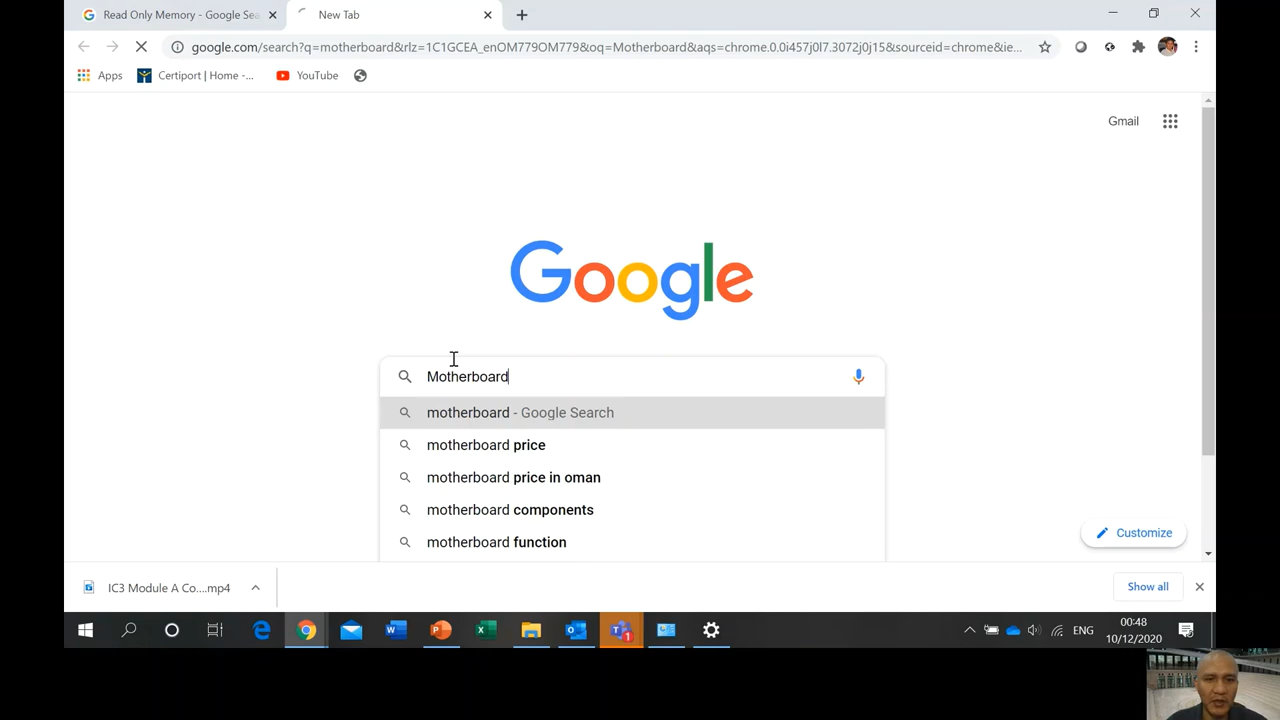 Read Only Memory - Google Sea
New Tab
google.com/search?q=motherboard&rlz=1C1GCEA_enOM779OM779&oq=Motherboard&aqs=chrome.0.0i457j0l7.3072j0j15&sourceid=chrome&ie...
Apps
Certiport | Home -...
YouTube
Gmail
Google
Motherboard
motherboard - Google Search
motherboard price
motherboard price in oman
motherboard components
motherboard function
Customize
IC3 Module A Co....mp4
Show all
ENG
00:48
10/12/2020